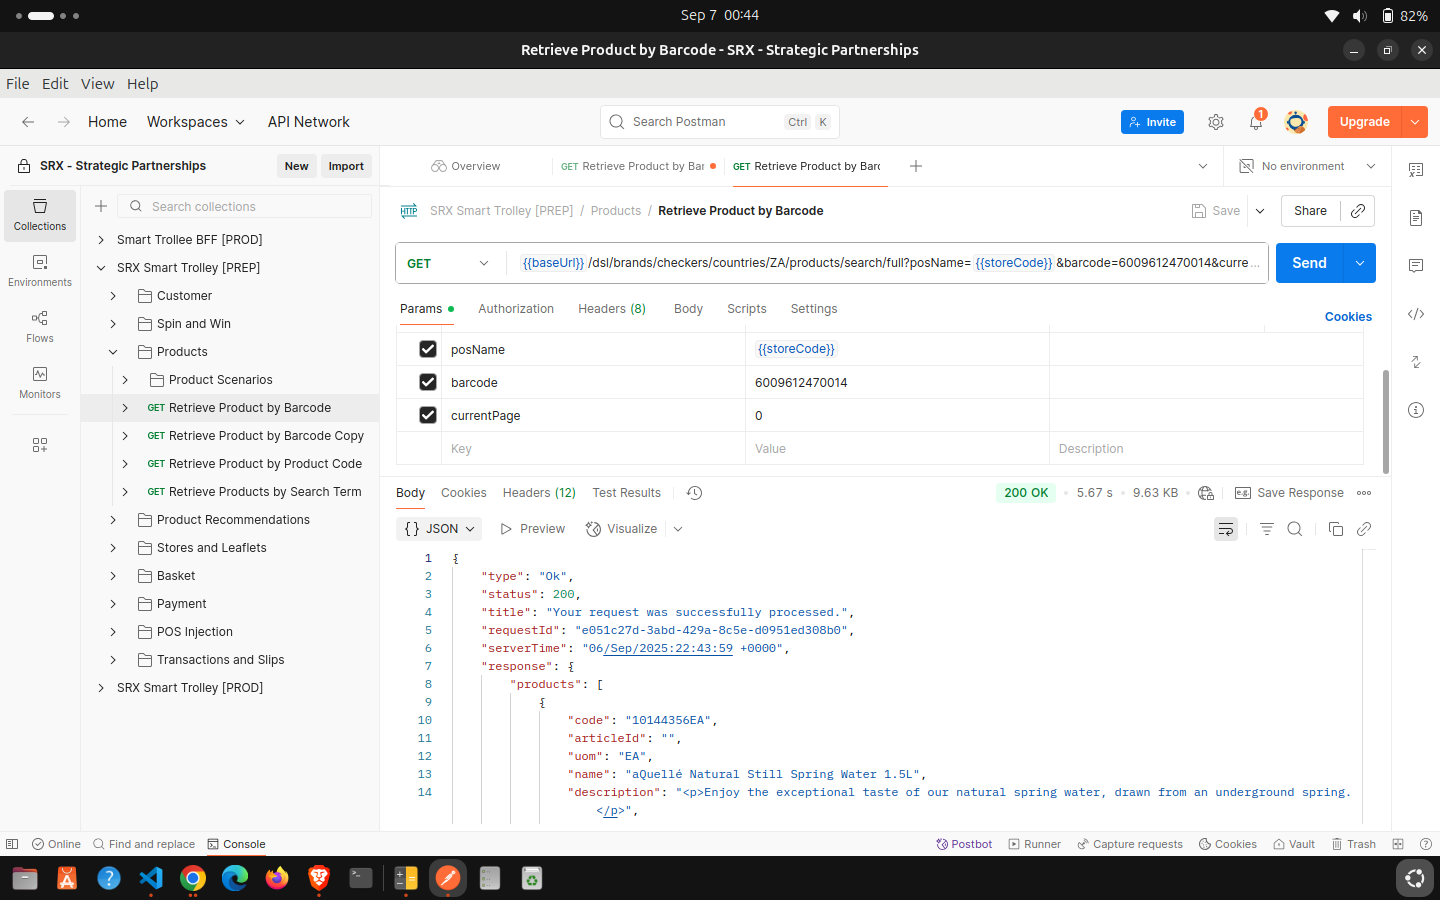 Sep 7 00:44
82%
Retrieve Product by Barcode - SRX - Strategic Partnerships
File Edit View Help
Home Workspaces API Network
Search Postman Ctrl K
Invite
1
Upgrade
SRX - Strategic Partnerships
New Import
Overview
GET Retrieve Product by Bar
GET Retrieve Product by Barc
No environment
Collections
Environments
Flows
Monitors
Search collections
Smart Trollee BFF [PROD]
SRX Smart Trolley [PREP]
Customer
Spin and Win
Products
Product Scenarios
GET Retrieve Product by Barcode
GET Retrieve Product by Barcode Copy
GET Retrieve Product by Product Code
GET Retrieve Products by Search Term
Product Recommendations
Stores and Leaflets
Basket
Payment
POS Injection
Transactions and Slips
SRX Smart Trolley [PROD]
HTTP SRX Smart Trolley [PREP] / Products / Retrieve Product by Barcode
Save
Share
GET {{baseUrl}} /dsl/brands/checkers/countries/ZA/products/search/full?posName= {{storeCode}} &barcode=6009612470014&curre...
Send
Params Authorization Headers (8) Body Scripts Settings
Cookies
posName {{storeCode}}
barcode 6009612470014
currentPage 0
Key Value Description
Body Cookies Headers (12) Test Results
200 OK 5.67 s 9.63 KB Save Response
{} JSON Preview Visualize
1 {
2 "type": "Ok",
3 "status": 200,
4 "title": "Your request was successfully processed.",
5 "requestId": "e051c27d-3abd-429a-8c5e-d0951ed308b0",
6 "serverTime": "06/Sep/2025:22:43:59 +0000",
7 "response": {
8 "products": [
9 {
10 "code": "10144356EA",
11 "articleId": "",
12 "uom": "EA",
13 "name": "aQuellé Natural Still Spring Water 1.5L",
14 "description": "<p>Enjoy the exceptional taste of our natural spring water, drawn from an underground spring.
</p>",
Online Find and replace Console
Postbot Runner Capture requests Cookies Vault Trash